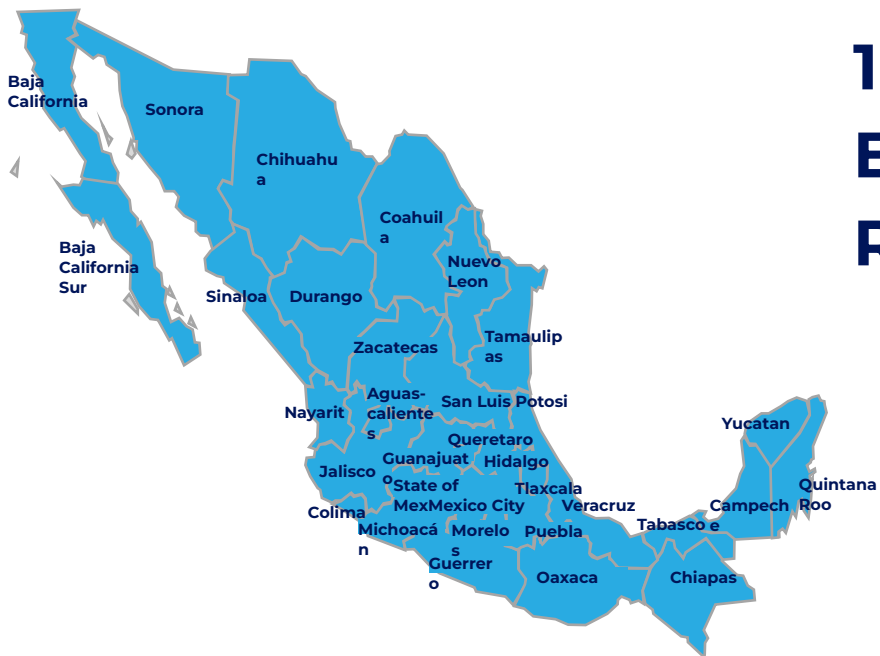 1
E
R
Baja
California
Sonora
Chihuahu
a
Coahuil
a
Baja
California
Sur
Nuevo
Leon
Sinaloa
Durango
Tamaulip
as
Zacatecas
Aguas-
caliente
s
San Luis Potosi
Nayarit
Yucatan
Queretaro
Guanajuat
o
Hidalgo
Jalisco
State of
Mex
Mexico City
Tlaxcala
Veracruz
Quintana
Roo
Campech
e
Colima
Tabasco
Michoacá
n
Morelo
s
Puebla
Guerrer
o
Oaxaca
Chiapas